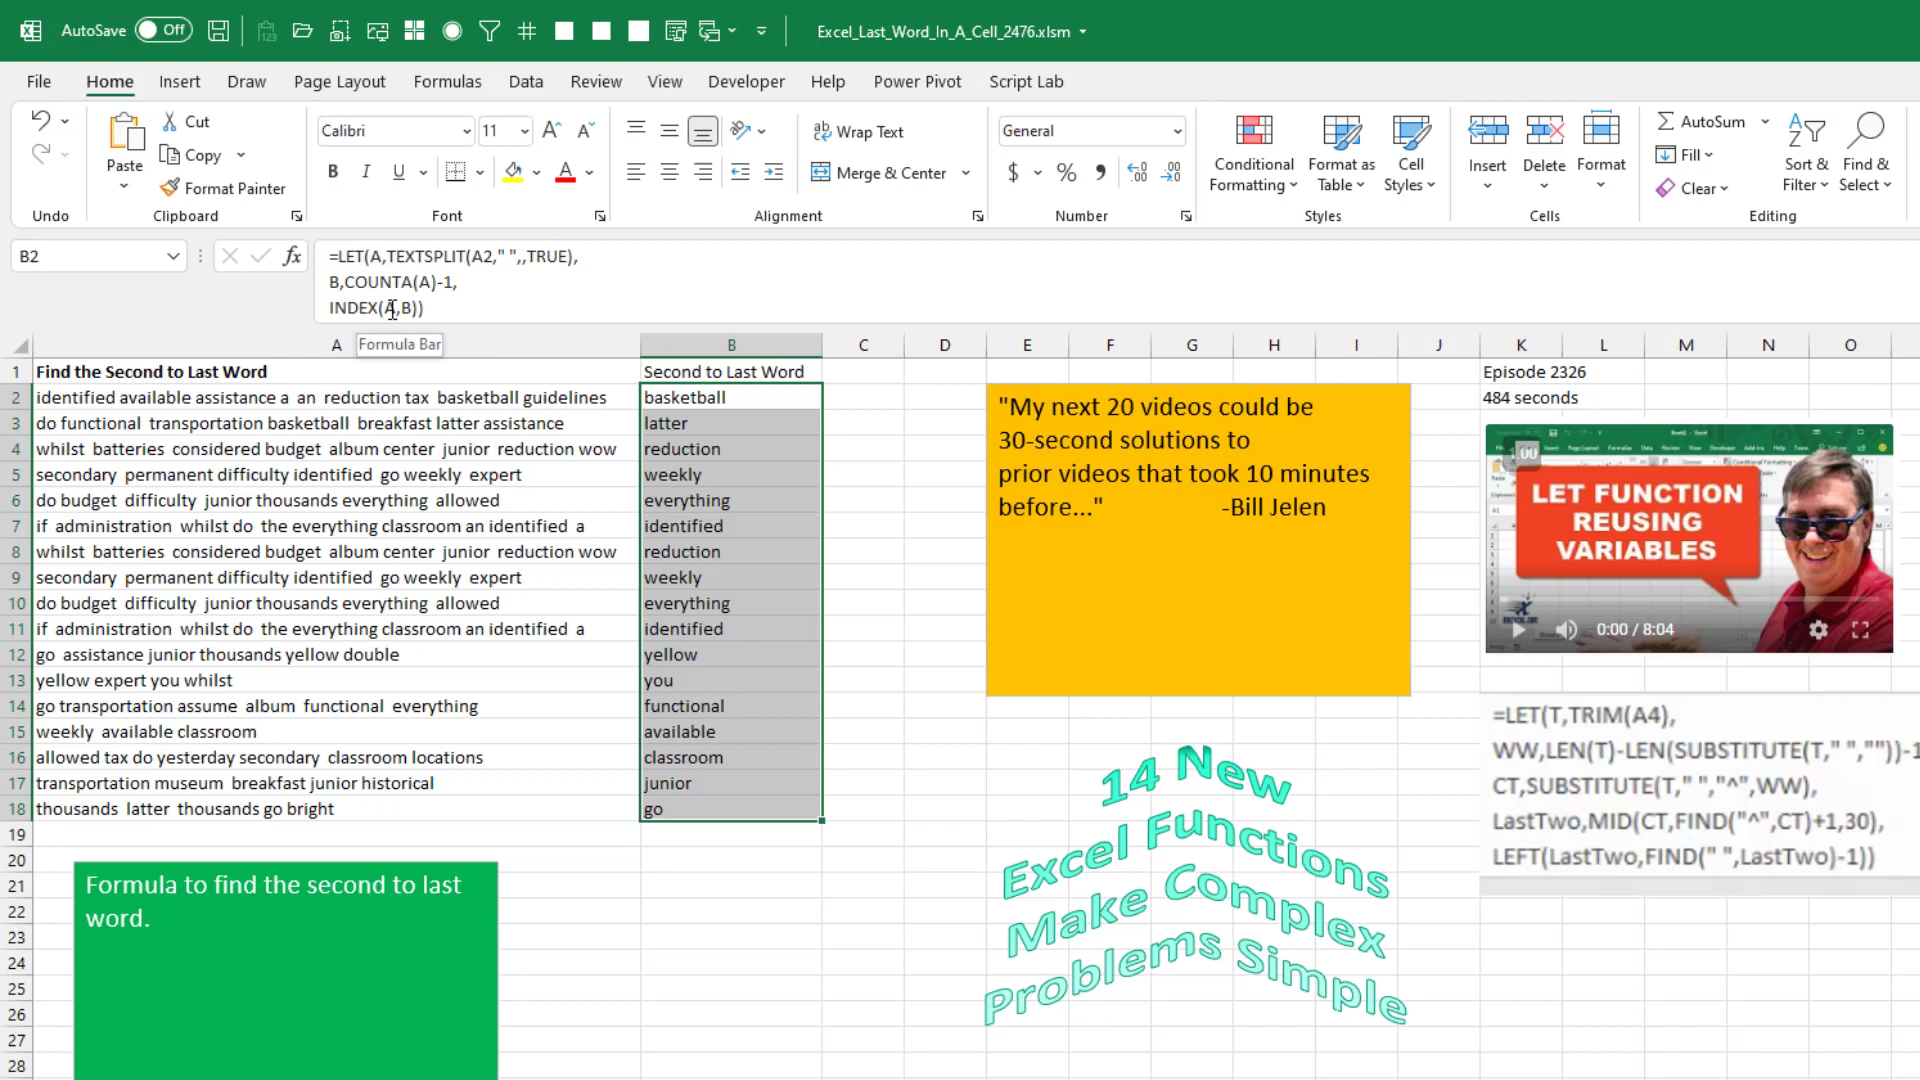 AutoSave Off Excel_Last_Word_In_A_Cell_2476.xlsm
File Home Insert Draw Page Layout Formulas Data Review View Developer Help Power Pivot Script Lab
Paste
Cut
Copy
Format Painter
Calibri 11
B I U
Wrap Text
Merge & Center
General
$ %
Conditional Formatting
Format as Table
Cell Styles
Insert
Delete
Format
AutoSum
Fill
Clear
Sort & Filter
Find & Select
Undo Clipboard Font Alignment Number Styles Cells Editing
B2 fx =LET(A,TEXTSPLIT(A2," ",,TRUE),
B,COUNTA(A)-1,
INDEX(A,B))
Formula Bar
A B C D E F G H I J K L M N O
1 Find the Second to Last Word Second to Last Word Episode 2326
2 identified available assistance a an reduction tax basketball guidelines basketball 484 seconds
3 do functional transportation basketball breakfast latter assistance latter
4 whilst batteries considered budget album center junior reduction wow reduction
5 secondary permanent difficulty identified go weekly expert weekly
6 do budget difficulty junior thousands everything allowed everything
7 if administration whilst do the everything classroom an identified a identified
8 whilst batteries considered budget album center junior reduction wow reduction
9 secondary permanent difficulty identified go weekly expert weekly
10 do budget difficulty junior thousands everything allowed everything
11 if administration whilst do the everything classroom an identified a identified
12 go assistance junior thousands yellow double yellow
13 yellow expert you whilst you
14 go transportation assume album functional everything functional
15 weekly available classroom available
16 allowed tax do yesterday secondary classroom locations classroom
17 transportation museum breakfast junior historical junior
18 thousands latter thousands go bright go
19
20
21
22
23
24
25
26
27
28
Formula to find the second to last
word.
"My next 20 videos could be
30-second solutions to
prior videos that took 10 minutes
before..." -Bill Jelen
14 New
Excel Functions
Make Complex
Problems Simple
LET FUNCTION
REUSING
VARIABLES
0:00 / 8:04
=LET(T,TRIM(A4),
WW,LEN(T)-LEN(SUBSTITUTE(T," ",""))-1
CT,SUBSTITUTE(T," ","^",WW),
LastTwo,MID(CT,FIND("^",CT)+1,30),
LEFT(LastTwo,FIND(" ",LastTwo)-1))